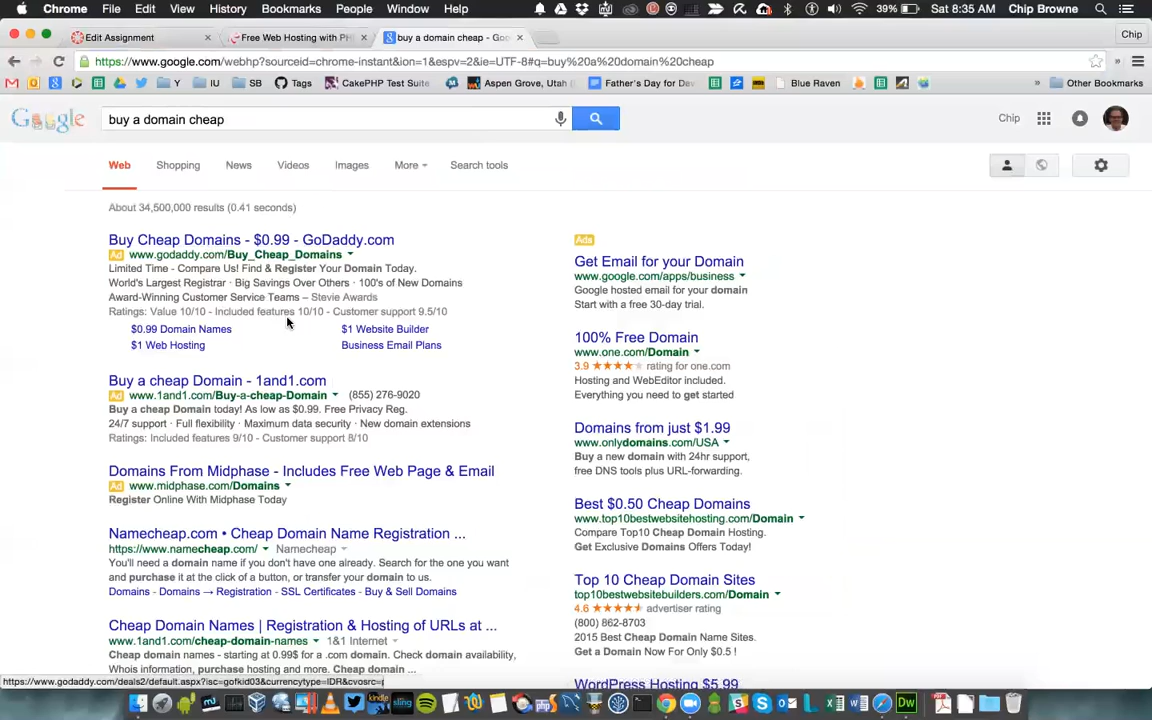 Chrome File Edit View History Bookmarks People Window Help 39% Sat 8:35 AM Chip Browne
Edit Assignment × Free Web Hosting with PH × buy a domain cheap - Goo × Chip
https://www.google.com/webhp?sourceid=chrome-instant&ion=1&espv=2&ie=UTF-8#q=buy%20a%20domain%20cheap
Y IU SB Tags CakePHP Test Suite Aspen Grove, Utah ( Father's Day for Dav Blue Raven » Other Bookmarks
Google buy a domain cheap Chip
Web Shopping News Videos Images More Search tools
About 34,500,000 results (0.41 seconds)
Buy Cheap Domains - $0.99 - GoDaddy.com
Ad www.godaddy.com/Buy_Cheap_Domains
Limited Time - Compare Us! Find & Register Your Domain Today.
World's Largest Registrar · Big Savings Over Others · 100's of New Domains
Award-Winning Customer Service Teams – Stevie Awards
Ratings: Value 10/10 - Included features 10/10 - Customer support 9.5/10
$0.99 Domain Names $1 Website Builder
$1 Web Hosting Business Email Plans
Buy a cheap Domain - 1and1.com
Ad www.1and1.com/Buy-a-cheap-Domain (855) 276-9020
Buy a cheap Domain today! As low as $0.99. Free Privacy Reg.
24/7 support · Full flexibility · Maximum data security · New domain extensions
Ratings: Included features 9/10 - Customer support 8/10
Domains From Midphase - Includes Free Web Page & Email
Ad www.midphase.com/Domains
Register Online With Midphase Today
Namecheap.com • Cheap Domain Name Registration ...
https://www.namecheap.com/ Namecheap
You'll need a domain name if you don't have one already. Search for the one you want
and purchase it at the click of a button, or transfer your domain to us.
Domains - Domains → Registration - SSL Certificates - Buy & Sell Domains
Cheap Domain Names | Registration & Hosting of URLs at ...
www.1and1.com/cheap-domain-names 1&1 Internet
Cheap domain names - starting at 0.99$ for a .com domain. Check domain availability,
Whois information, purchase hosting and more. Cheap domain ...
Ads
Get Email for your Domain
www.google.com/apps/business
Google hosted email for your domain
Start with a free 30-day trial.
100% Free Domain
www.one.com/Domain
3.9 ★★★★★ rating for one.com
Hosting and WebEditor included.
Everything you need to get started
Domains from just $1.99
www.onlydomains.com/USA
Buy a new domain with 24hr support,
free DNS tools plus URL-forwarding.
Best $0.50 Cheap Domains
www.top10bestwebsitehosting.com/Domain
Compare Top10 Cheap Domain Hosting.
Get Exclusive Domains Offers Today!
Top 10 Cheap Domain Sites
top10bestwebsitebuilders.com/Domain
4.6 ★★★★★ advertiser rating
(800) 862-8703
2015 Best Cheap Domain Name Sites.
Get a Domain Now For Only $0.5 !
WordPress Hosting $5.99
https://www.godaddy.com/deals2/default.aspx?isc=gofkid03&currencytype=IDR&cvosrc=p
kindle sling php Dw